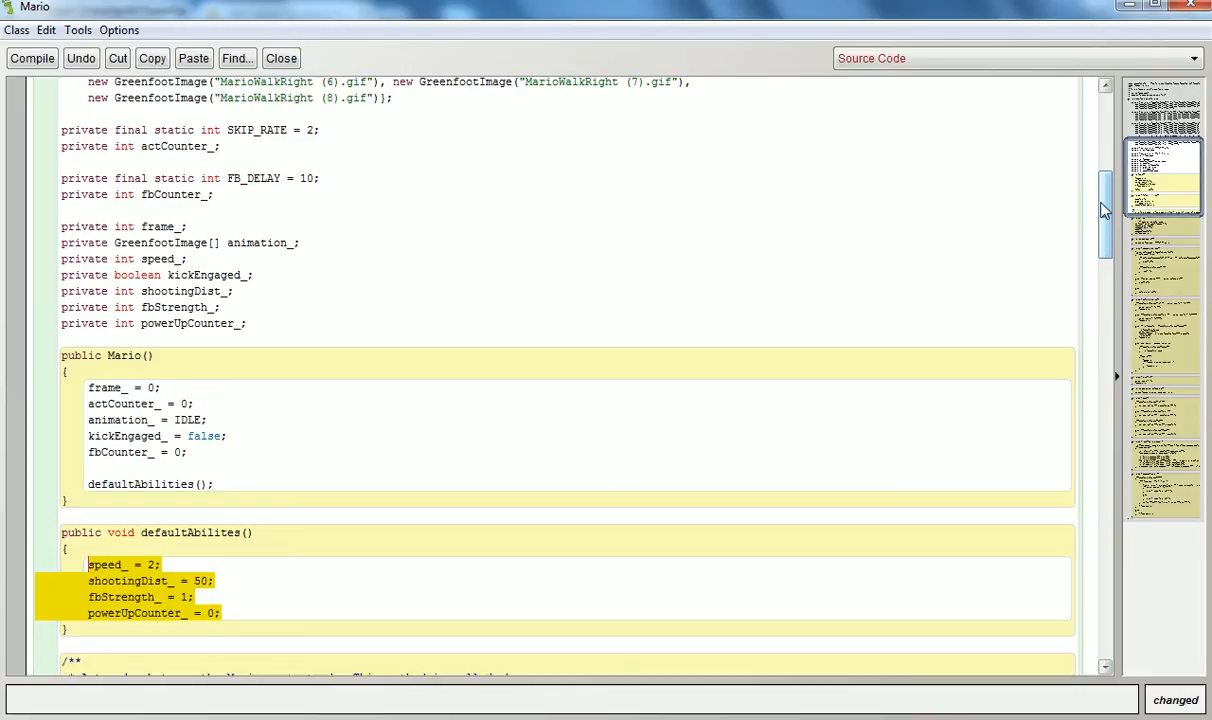 Mario
Class Edit Tools Options
Compile Undo Cut Copy Paste Find... Close Source Code
new GreenfootImage("MarioWalkRight (6).gif"), new GreenfootImage("MarioWalkRight (7).gif"),
new GreenfootImage("MarioWalkRight (8).gif")};
private final static int SKIP_RATE = 2;
private int actCounter_;
private final static int FB_DELAY = 10;
private int fbCounter_;
private int frame_;
private GreenfootImage[] animation_;
private int speed_;
private boolean kickEngaged_;
private int shootingDist_;
private int fbStrength_;
private int powerUpCounter_;
public Mario()
{
frame_ = 0;
actCounter_ = 0;
animation_ = IDLE;
kickEngaged_ = false;
fbCounter_ = 0;
defaultAbilities();
}
public void defaultAbilites()
{
speed_ = 2;
shootingDist_ = 50;
fbStrength_ = 1;
powerUpCounter_ = 0;
}
/**
changed